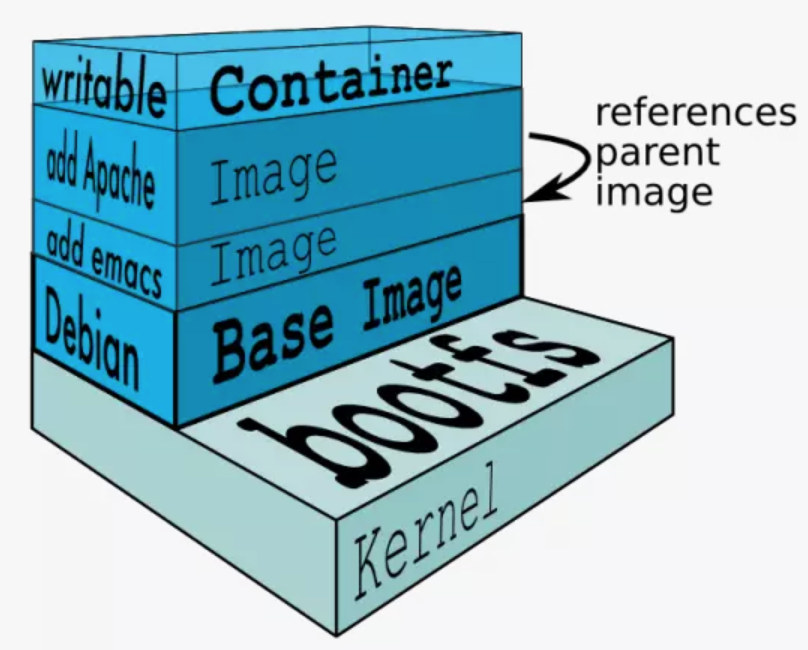 writable Container
add Apache Image
add emacs Image
Debian Base Image
references
parent
image
bootfs
Kernel